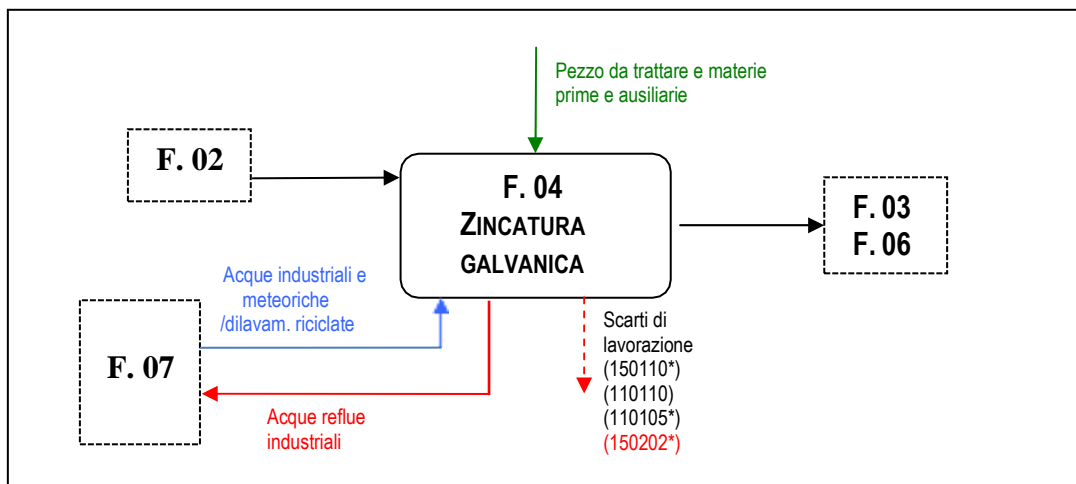 Pezzo da trattare e materie
prime e ausiliarie
F. 02
F. 04
ZINCATURA
GALVANICA
F. 03
F. 06
Acque industriali e
meteoriche
/dilavam. riciclate
F. 07
Acque reflue
industriali
Scarti di
lavorazione
(150110*)
(110110)
(110105*)
(150202*)